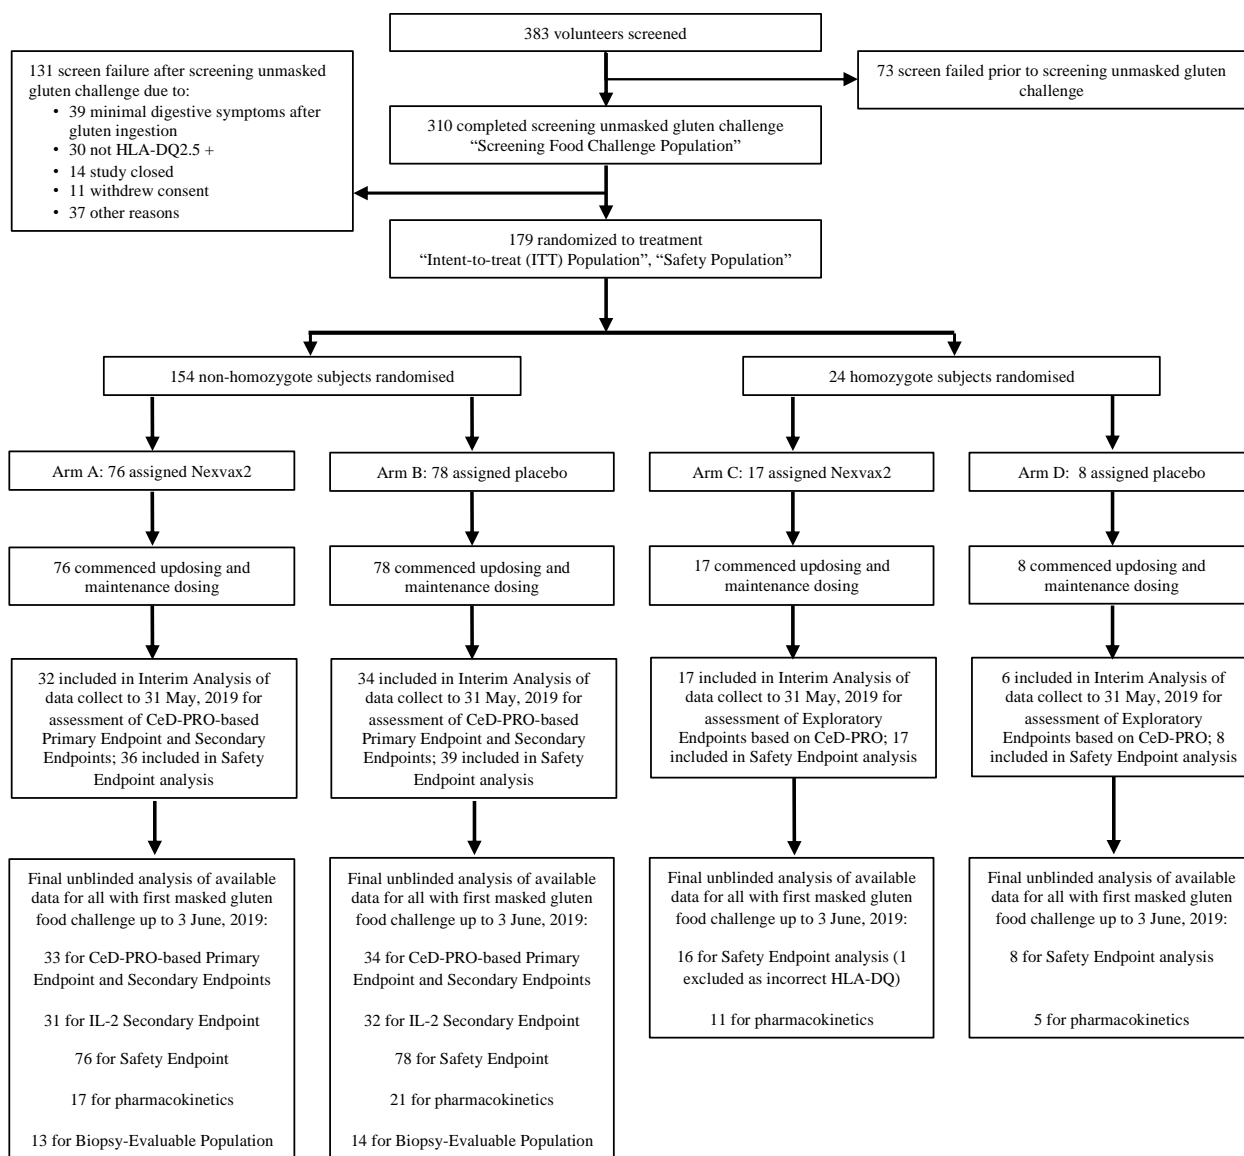 383 volunteers screened
131 screen failure after screening unmasked
gluten challenge due to:
• 39 minimal digestive symptoms after
gluten ingestion
• 30 not HLA-DQ2.5 +
• 14 study closed
• 11 withdrew consent
• 37 other reasons
73 screen failed prior to screening unmasked gluten
challenge
310 completed screening unmasked gluten challenge
“Screening Food Challenge Population”
179 randomized to treatment
“Intent-to-treat (ITT) Population”, “Safety Population”
154 non-homozygote subjects randomised
24 homozygote subjects randomised
Arm A: 76 assigned Nexvax2
Arm B: 78 assigned placebo
Arm C: 17 assigned Nexvax2
Arm D: 8 assigned placebo
76 commenced updosing and
maintenance dosing
78 commenced updosing and
maintenance dosing
17 commenced updosing and
maintenance dosing
8 commenced updosing and
maintenance dosing
32 included in Interim Analysis of
data collect to 31 May, 2019 for
assessment of CeD-PRO-based
Primary Endpoint and Secondary
Endpoints; 36 included in Safety
Endpoint analysis
34 included in Interim Analysis of
data collect to 31 May, 2019 for
assessment of CeD-PRO-based
Primary Endpoint and Secondary
Endpoints; 39 included in Safety
Endpoint analysis
17 included in Interim Analysis of
data collect to 31 May, 2019 for
assessment of Exploratory
Endpoints based on CeD-PRO; 17
included in Safety Endpoint analysis
6 included in Interim Analysis of
data collect to 31 May, 2019 for
assessment of Exploratory
Endpoints based on CeD-PRO; 8
included in Safety Endpoint analysis
Final unblinded analysis of available
data for all with first masked gluten
food challenge up to 3 June, 2019:
33 for CeD-PRO-based Primary
Endpoint and Secondary Endpoints
31 for IL-2 Secondary Endpoint
76 for Safety Endpoint
17 for pharmacokinetics
13 for Biopsy-Evaluable Population
Final unblinded analysis of available
data for all with first masked gluten
food challenge up to 3 June, 2019:
34 for CeD-PRO-based Primary
Endpoint and Secondary Endpoints
32 for IL-2 Secondary Endpoint
78 for Safety Endpoint
21 for pharmacokinetics
14 for Biopsy-Evaluable Population
Final unblinded analysis of available
data for all with first masked gluten
food challenge up to 3 June, 2019:
16 for Safety Endpoint analysis (1
excluded as incorrect HLA-DQ)
11 for pharmacokinetics
Final unblinded analysis of available
data for all with first masked gluten
food challenge up to 3 June, 2019:
8 for Safety Endpoint analysis
5 for pharmacokinetics